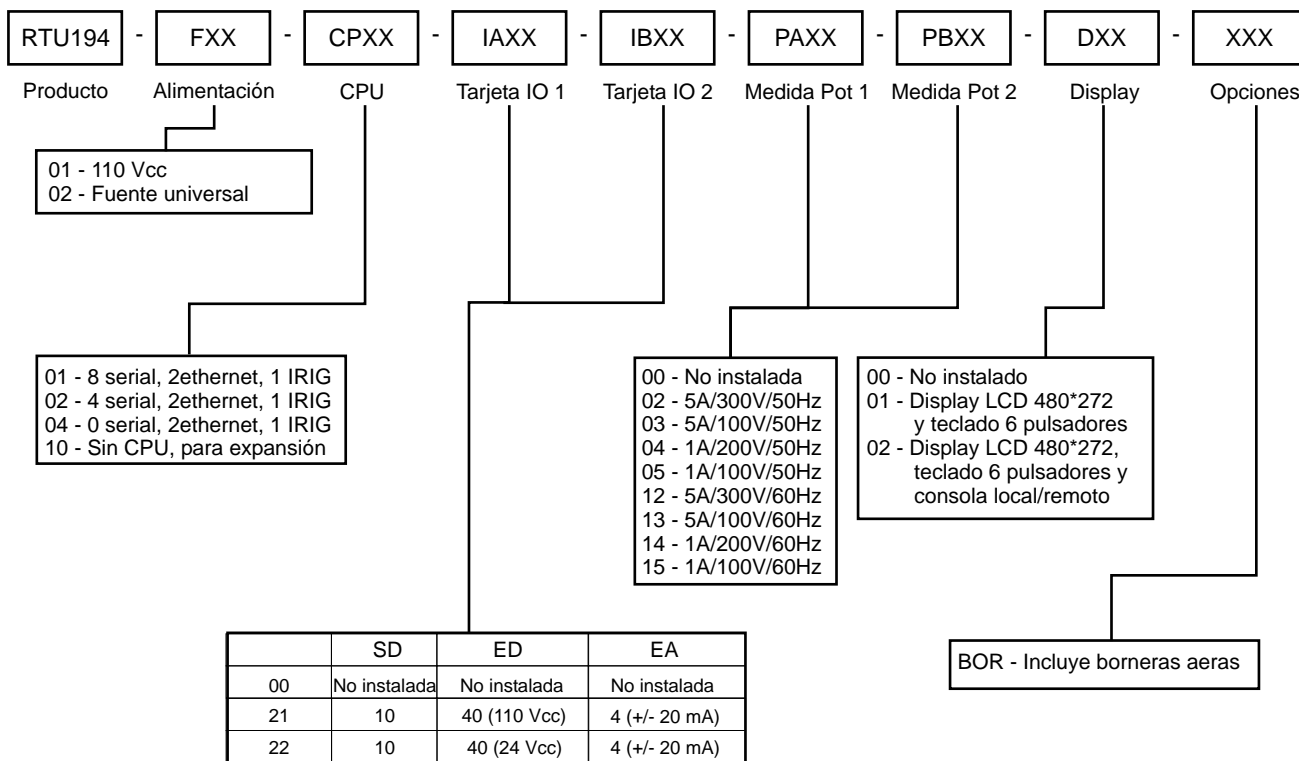 RTU194 - FXX - CPXX - IAXX - IBXX - PAXX - PBXX - DXX - XXX
Producto Alimentación CPU Tarjeta IO 1 Tarjeta IO 2 Medida Pot 1 Medida Pot 2 Display Opciones
01 - 110 Vcc
02 - Fuente universal
01 - 8 serial, 2ethernet, 1 IRIG
02 - 4 serial, 2ethernet, 1 IRIG
04 - 0 serial, 2ethernet, 1 IRIG
10 - Sin CPU, para expansión
00 - No instalada
02 - 5A/300V/50Hz
03 - 5A/100V/50Hz
04 - 1A/200V/50Hz
05 - 1A/100V/50Hz
12 - 5A/300V/60Hz
13 - 5A/100V/60Hz
14 - 1A/200V/60Hz
15 - 1A/100V/60Hz
00 - No instalado
01 - Display LCD 480*272
y teclado 6 pulsadores
02 - Display LCD 480*272,
teclado 6 pulsadores y
consola local/remoto
BOR - Incluye borneras aeras
SD ED EA
00 No instalada No instalada No instalada
21 10 40 (110 Vcc) 4 (+/- 20 mA)
22 10 40 (24 Vcc) 4 (+/- 20 mA)